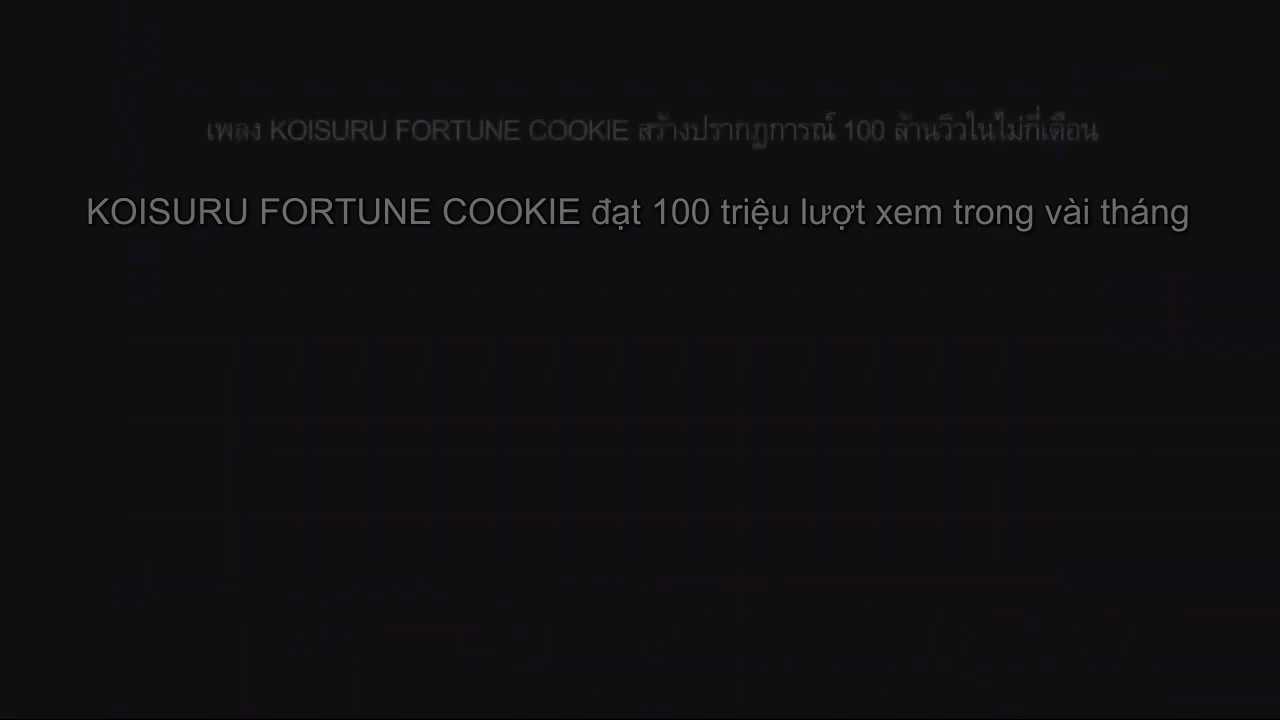 เพลง KOISURU FORTUNE COOKIE สร้างปรากฏการณ์ 100 ล้านวิวในไม่กี่เดือน
KOISURU FORTUNE COOKIE đạt 100 triệu lượt xem trong vài tháng